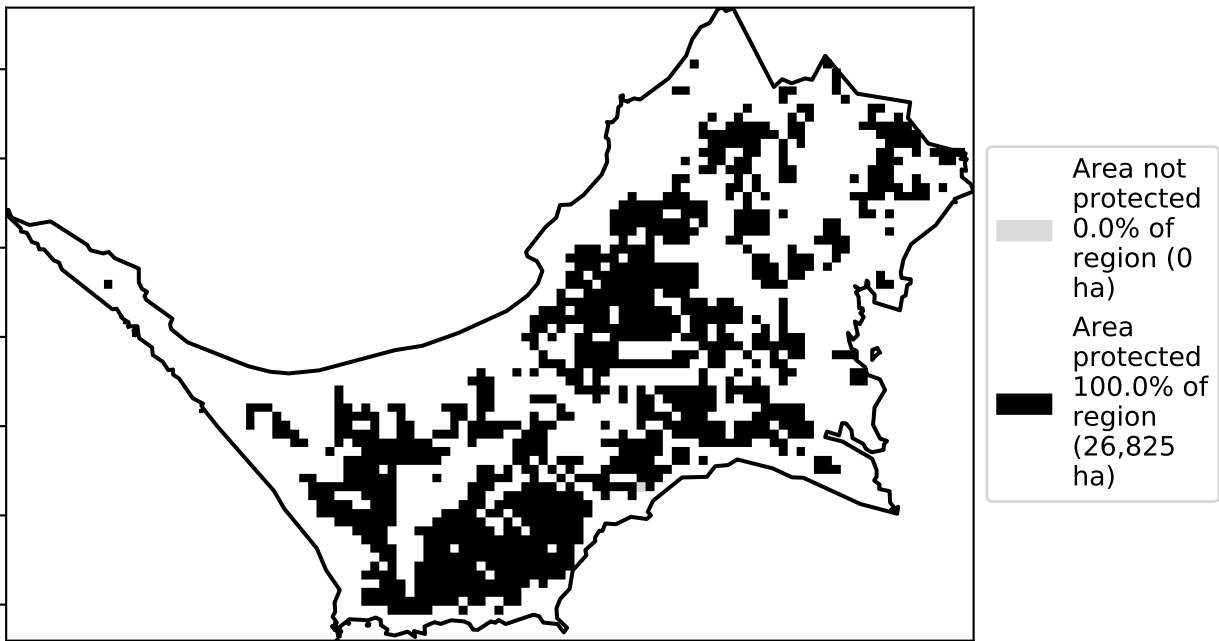 Area not
protected
0.0% of
region (0
ha)
Area
protected
100.0% of
region
(26,825
ha)